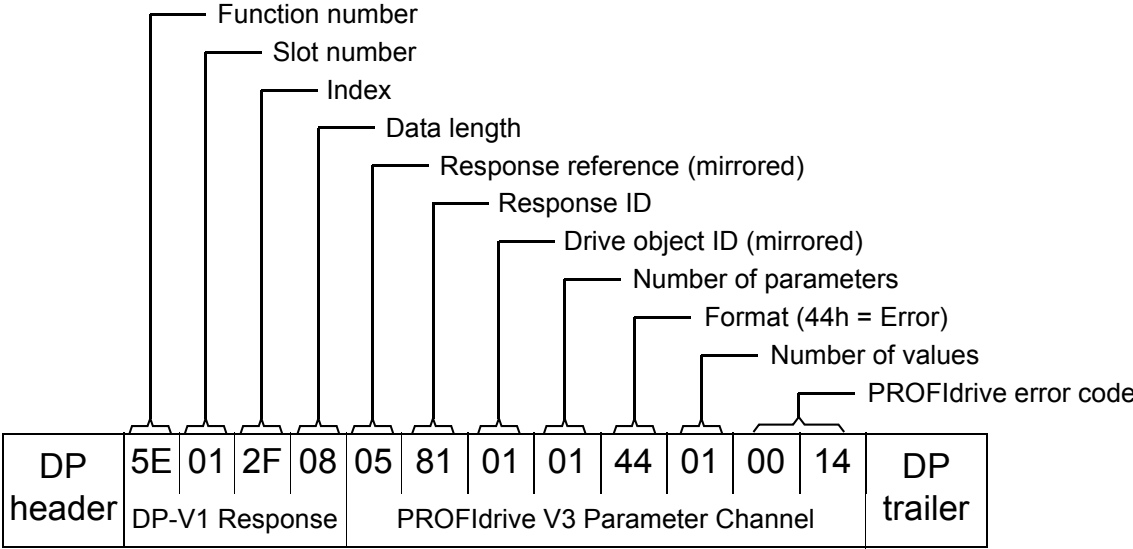 Function number
Slot number
Index
Data length
Response reference (mirrored)
Response ID
Drive object ID (mirrored)
Number of parameters
Format (44h = Error)
Number of values
PROFIdrive error code
DP header
5E 01 2F 08 05 81 01 01 44 01 00 14
DP trailer
DP-V1 Response
PROFIdrive V3 Parameter Channel